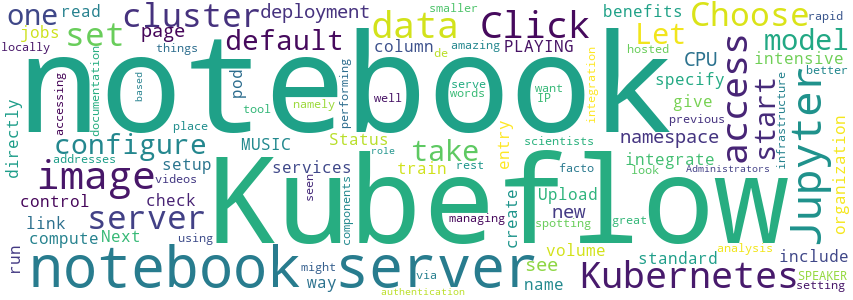 one
read
cluster
deployment
smaller
benefits
Choose
rapid
jobs
set
page
default
data
Click
Let
model
locally
things
column
amazing
PLAYING
hosted
CPU
intensive
notebook
documentation
accessing
pod
based
tool
namely
performing
well
de
serve
words
want
IP
integration
specify
better
access
start
previous
infrastructure
directly
configure
place
MUSIC
Status
role
take
entry
scientists
give
namespace
Jupyter
organization
addresses
setup
services
train
rest
facto
integrate
look
Administrators
image
videos
check
seen
components
Kubeflow
control
server
managing
create
Upload
new
spotting
great
link
compute
Next
using
run
notebook server
might
way
via
authentication
see
name
volume
analysis
standard
include
Kubernetes
SPEAKER
setting